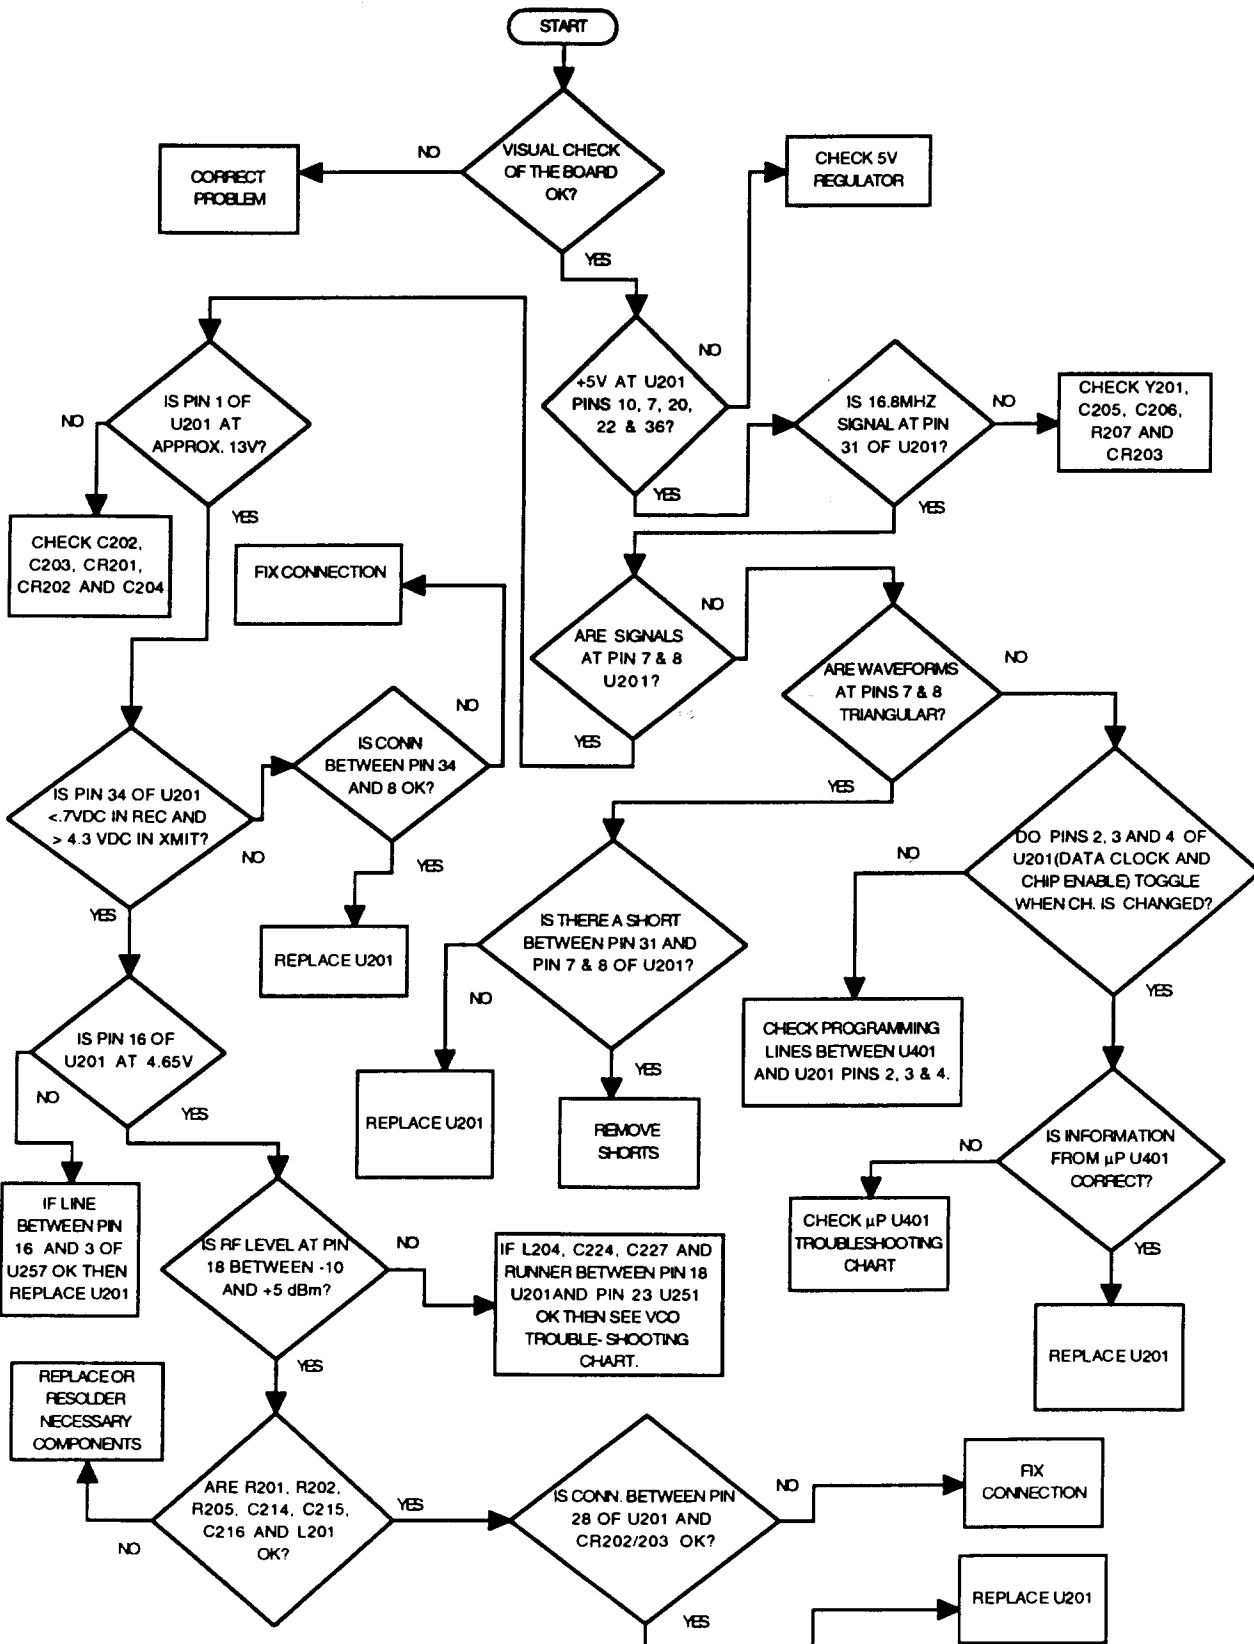 START
VISUAL CHECK
OF THE BOARD
OK?
NO
CORRECT
PROBLEM
YES
CHECK 5V
REGULATOR
+5V AT U201
PINS 10, 7, 20,
22 & 36?
NO
YES
IS 16.8MHZ
SIGNAL AT PIN
31 OF U201?
NO
CHECK Y201,
C205, C206,
R207 AND
CR203
YES
IS PIN 1 OF
U201 AT
APPROX. 13V?
NO
CHECK C202,
C203, CR201,
CR202 AND C204
YES
FIX CONNECTION
ARE SIGNALS
AT PIN 7 & 8
U201?
NO
YES
ARE WAVEFORMS
AT PINS 7 & 8
TRIANGULAR?
NO
YES
IS CONN
BETWEEN PIN 34
AND 8 OK?
NO
YES
REPLACE U201
IS PIN 34 OF U201
<.7VDC IN REC AND
> 4.3 VDC IN XMIT?
NO
YES
IS THERE A SHORT
BETWEEN PIN 31 AND
PIN 7 & 8 OF U201?
NO
YES
REPLACE U201
REMOVE
SHORTS
DO PINS 2, 3 AND 4 OF
U201(DATA CLOCK AND
CHIP ENABLE) TOGGLE
WHEN CH. IS CHANGED?
NO
YES
CHECK PROGRAMMING
LINES BETWEEN U401
AND U201 PINS 2, 3 & 4.
IS INFORMATION
FROM µP U401
CORRECT?
NO
YES
CHECK µP U401
TROUBLESHOOTING
CHART
REPLACE U201
IS PIN 16 OF
U201 AT 4.65V
NO
YES
IF LINE
BETWEEN PIN
16 AND 3 OF
U257 OK THEN
REPLACE U201
IS RF LEVEL AT PIN
18 BETWEEN -10
AND +5 dBm?
NO
YES
IF L204, C224, C227 AND
RUNNER BETWEEN PIN 18
U201AND PIN 23 U251
OK THEN SEE VCO
TROUBLE- SHOOTING
CHART.
REPLACE OR
RESOLDER
NECESSARY
COMPONENTS
ARE R201, R202,
R205, C214, C215,
C216 AND L201
OK?
NO
YES
IS CONN. BETWEEN PIN
28 OF U201 AND
CR202/203 OK?
NO
FIX
CONNECTION
YES
REPLACE U201